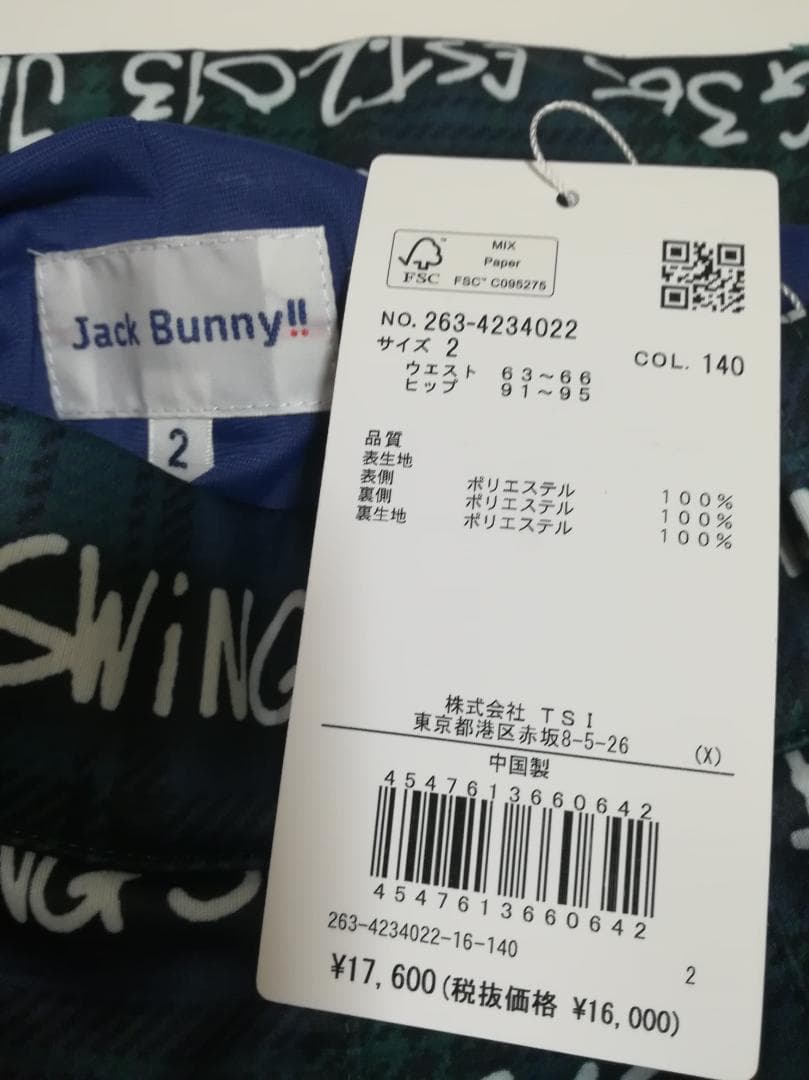 EST.2013
Jack Bunny!!
2
SWiNG
NG
MIX
Paper
FSC
FSC™ C095275
NO. 263-4234022
サイズ 2
COL. 140
ウエスト 63～66
ヒップ 91～95
品質
表生地
表側 ポリエステル 100%
裏側 ポリエステル 100%
裏生地 ポリエステル 100%
株式会社 TSI
東京都港区赤坂8-5-26 (X)
中国製
4547613660642
4547613660642
263-4234022-16-140 2
¥17,600(税抜価格 ¥16,000)